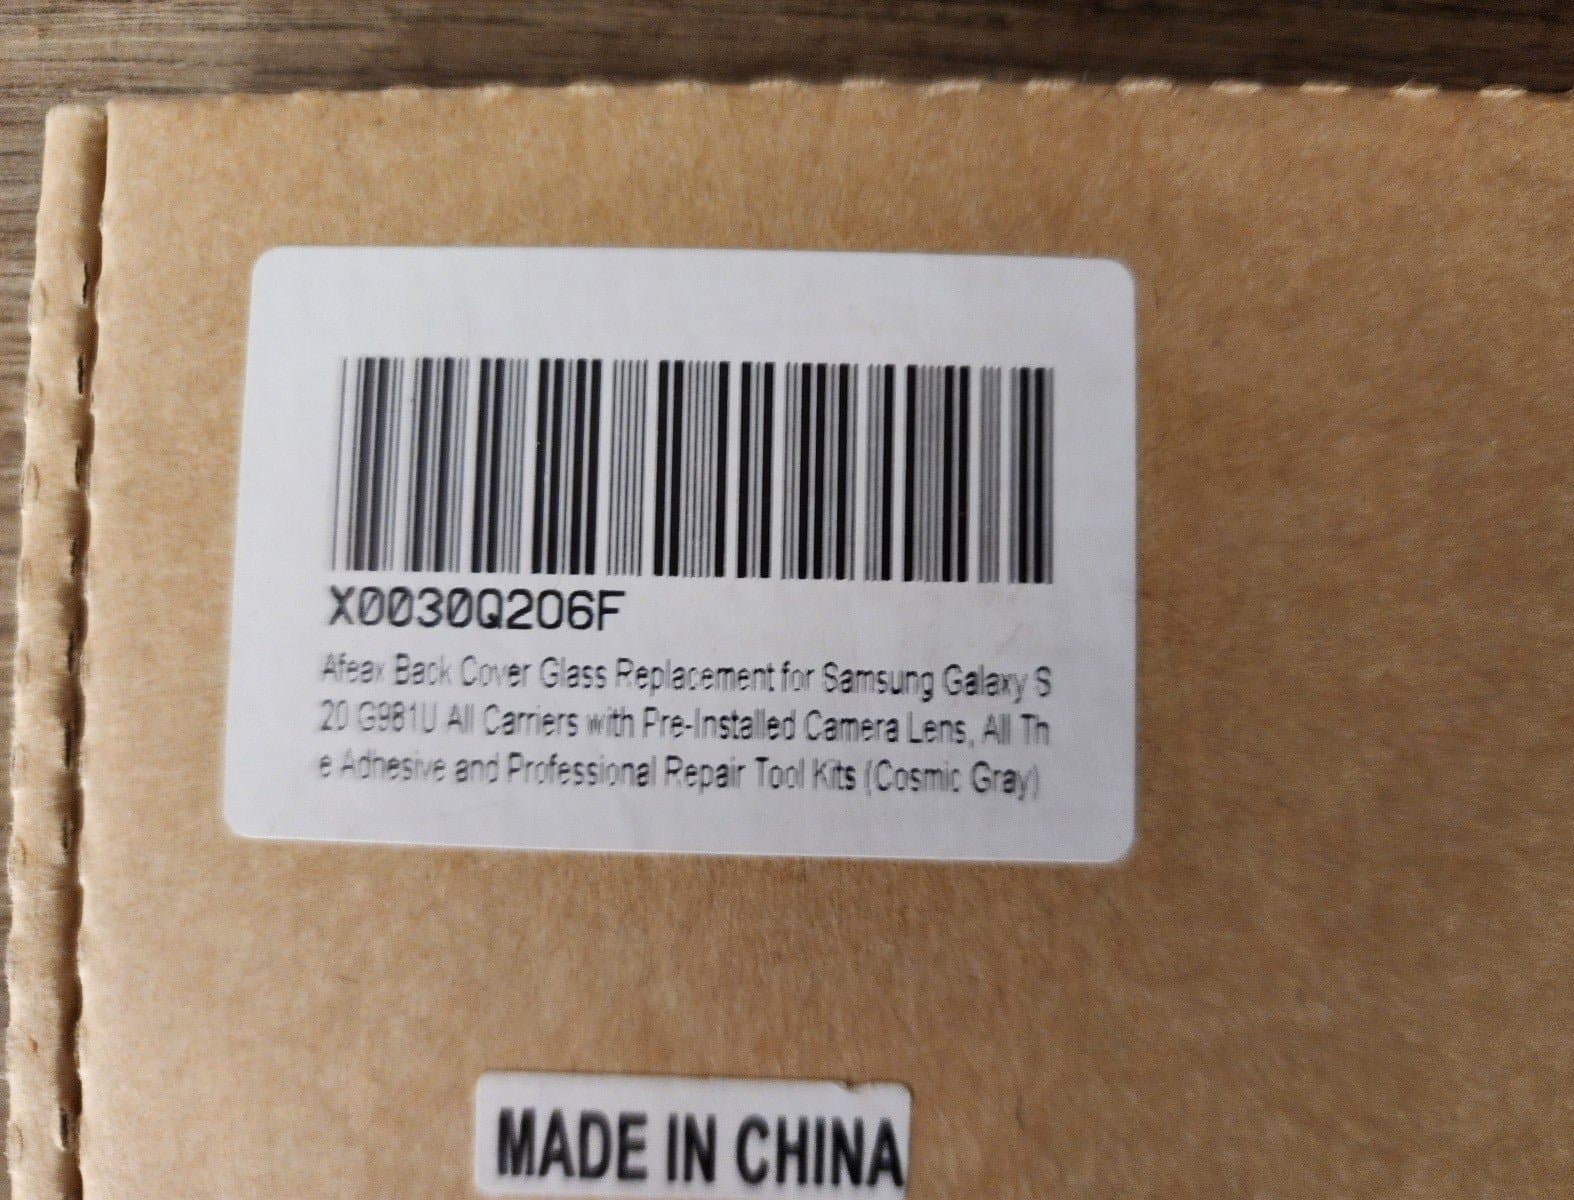 X0030Q206F
Afeax Back Cover Glass Replacement for Samsung Galaxy S
20 G981U All Carriers with Pre-Installed Camera Lens, All Th
e Adhesive and Professional Repair Tool Kits (Cosmic Gray)
MADE IN CHINA